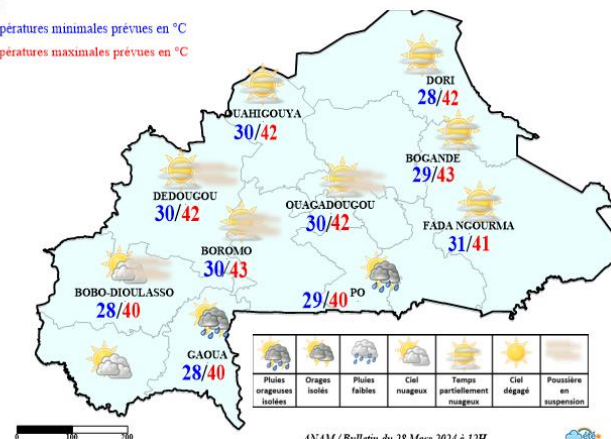 pératures minimales prévues en °C
pératures maximales prévues en °C
DORI
28/42
OUAHIGOUYA
30/42
BOGANDE
29/43
DEDOUGOU
30/42
OUAGADOUGOU
30/42
FADA NGOURMA
31/41
BOROMO
30/43
BOBO-DIOULASSO
28/40
29/40 PO
GAOUA
28/40
Pluies orageuses isolées
Orages isolés
Pluies faibles
Ciel nuageux
Temps partiellement nuageux
Ciel dégagé
Poussière en suspension
0 100 200
ANAM / Bulletin du 28 Mars 2024 à 12H